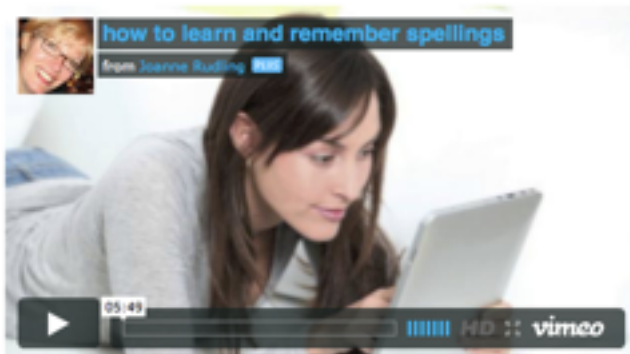 how to learn and remember spellings
from Joanne Rudling PLUS
05:49
HD vimeo